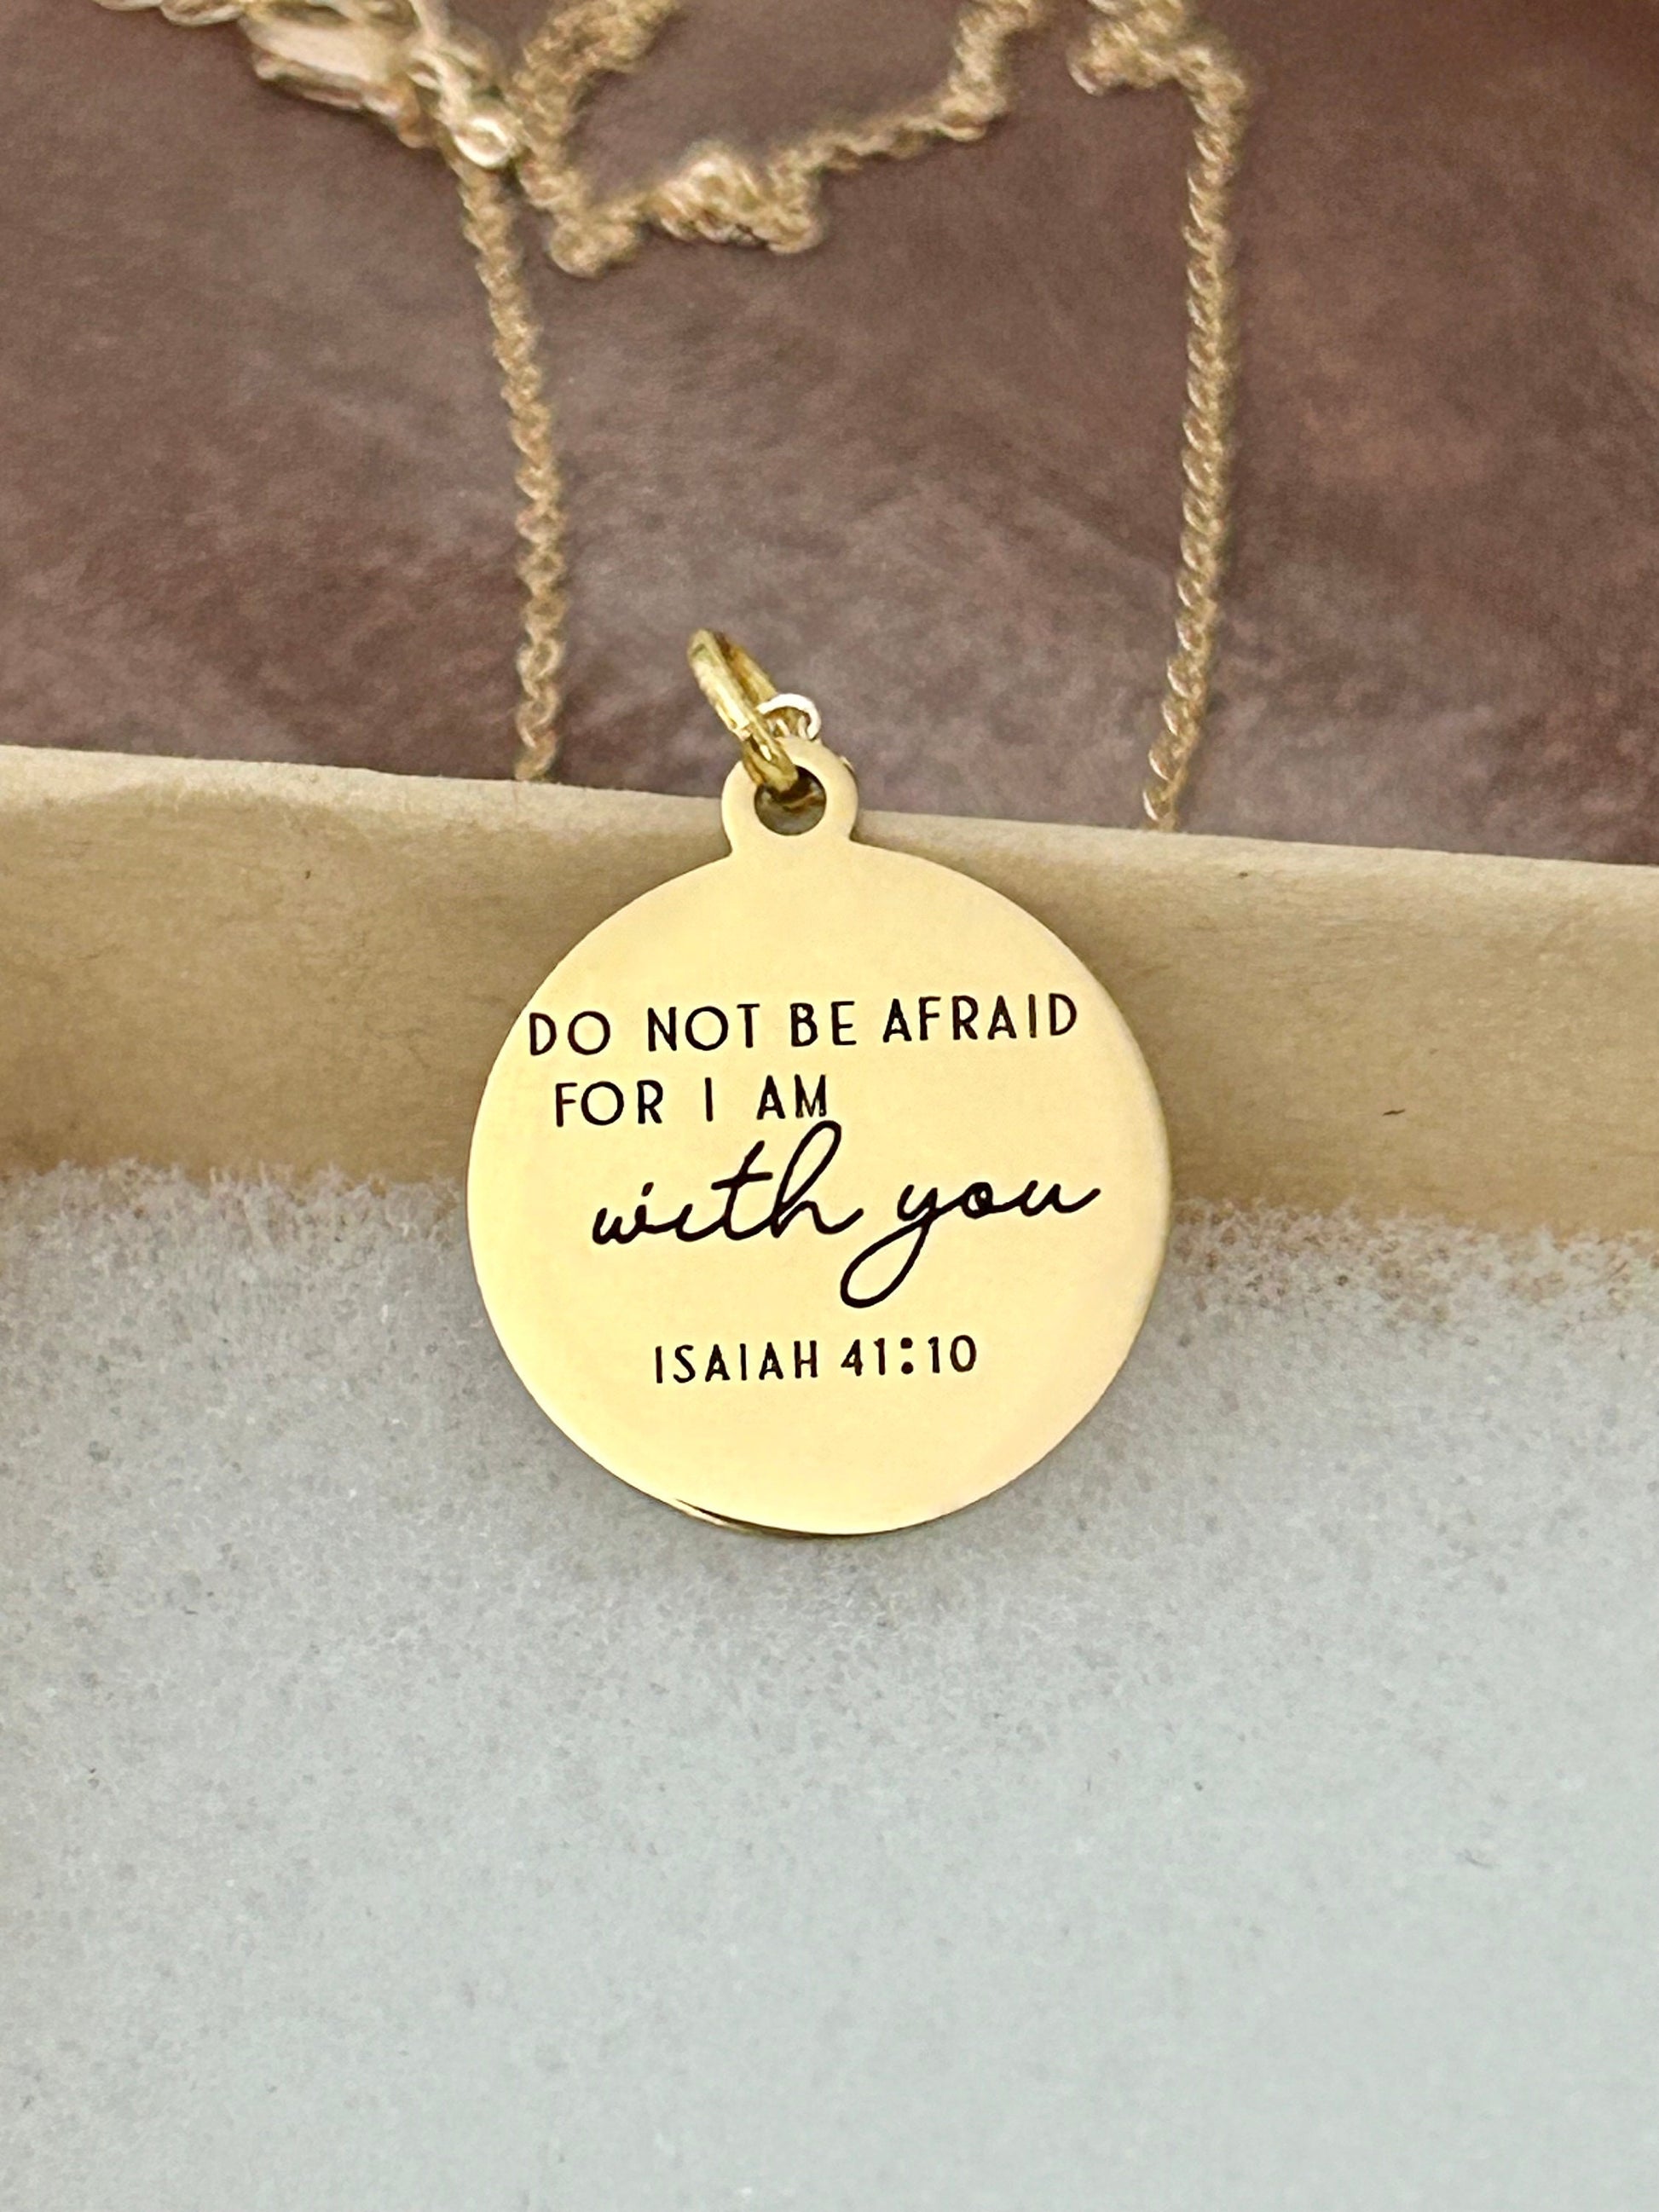 DO NOT BE AFRAID
FOR I AM
with you
ISAIAH 41:10